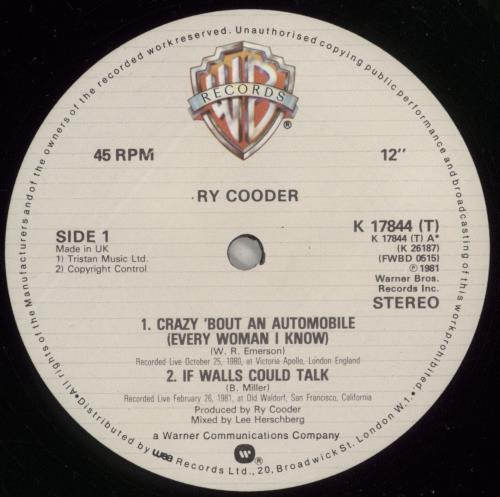 All rights of the Manufacturers and of the owners of the recorded work reserved. Unauthorised copying public performance and broadcasting of this work prohibited.
WB
RECORDS
®
45 RPM
12"
RY COODER
SIDE 1
Made in UK
1) Tristan Music Ltd.
2) Copyright Control
K 17844 (T)
K 17844 (T) A*
(K 26187)
(FWBD 0615)
℗ 1981
Warner Bros.
Records Inc.
STEREO
1. CRAZY 'BOUT AN AUTOMOBILE
(EVERY WOMAN I KNOW)
(W. R. Emerson)
Recorded Live October 25, 1980, at Victoria Apollo, London England
2. IF WALLS COULD TALK
(B. Miller)
Recorded Live February 26, 1981, at Old Waldorf, San Francisco, California
Produced by Ry Cooder
Mixed by Lee Herschberg
a Warner Communications Company
W ®
•Distributed by wea Records Ltd., 20, Broadwick St. London W.1.•